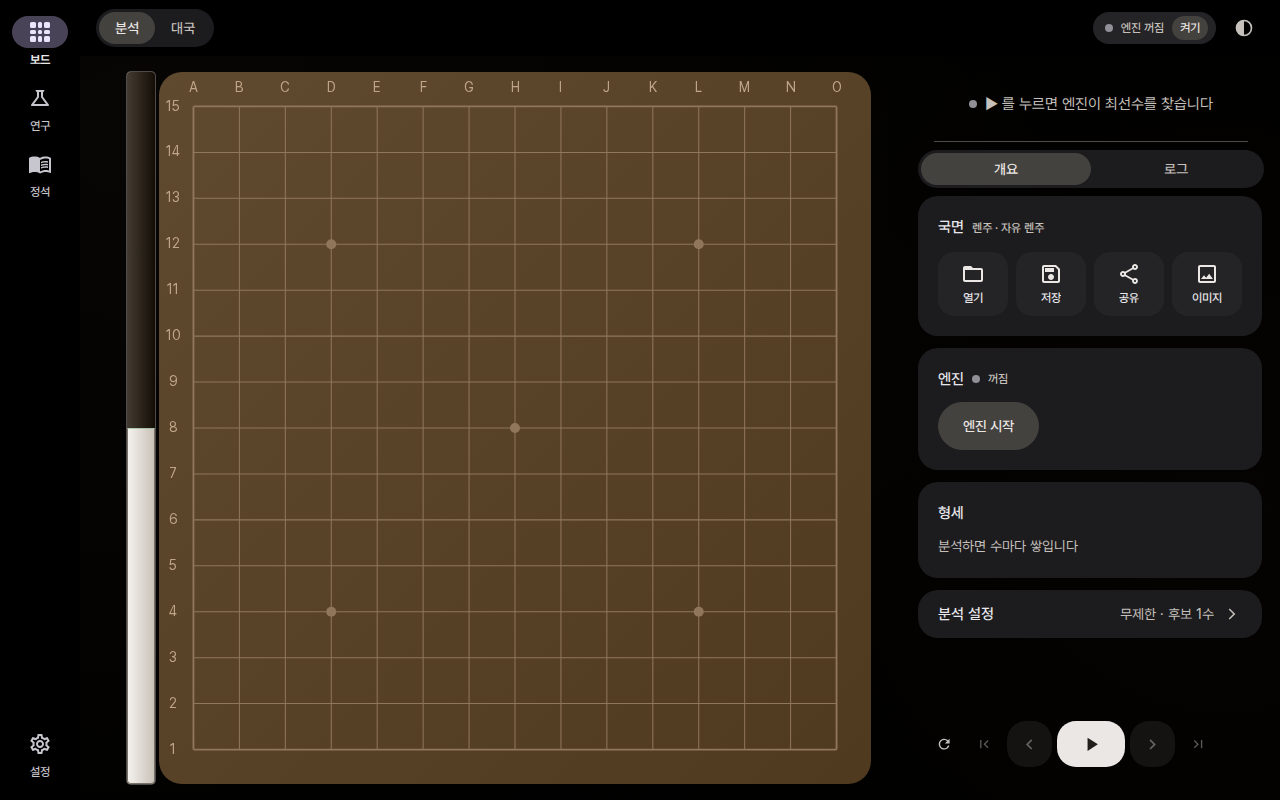 보드
연구
정석
설정
분석 대국
엔진 꺼짐 켜기
A B C D E F G H I J K L M N O
15
14
13
12
11
10
9
8
7
6
5
4
3
2
1
▶ 를 누르면 엔진이 최선수를 찾습니다
개요 로그
국면 렌주 · 자유 렌주
열기 저장 공유 이미지
엔진 꺼짐
엔진 시작
형세
분석하면 수마다 쌓입니다
분석 설정 무제한 · 후보 1수